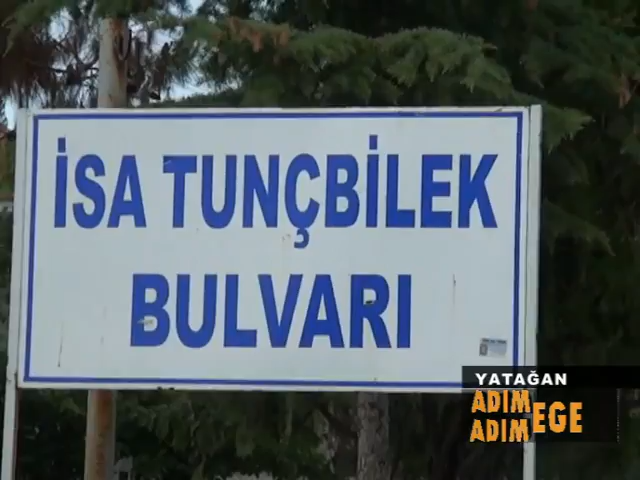 İSA TUNÇBİLEK
BULVARI
YATAĞAN
ADIM
ADIM EGE